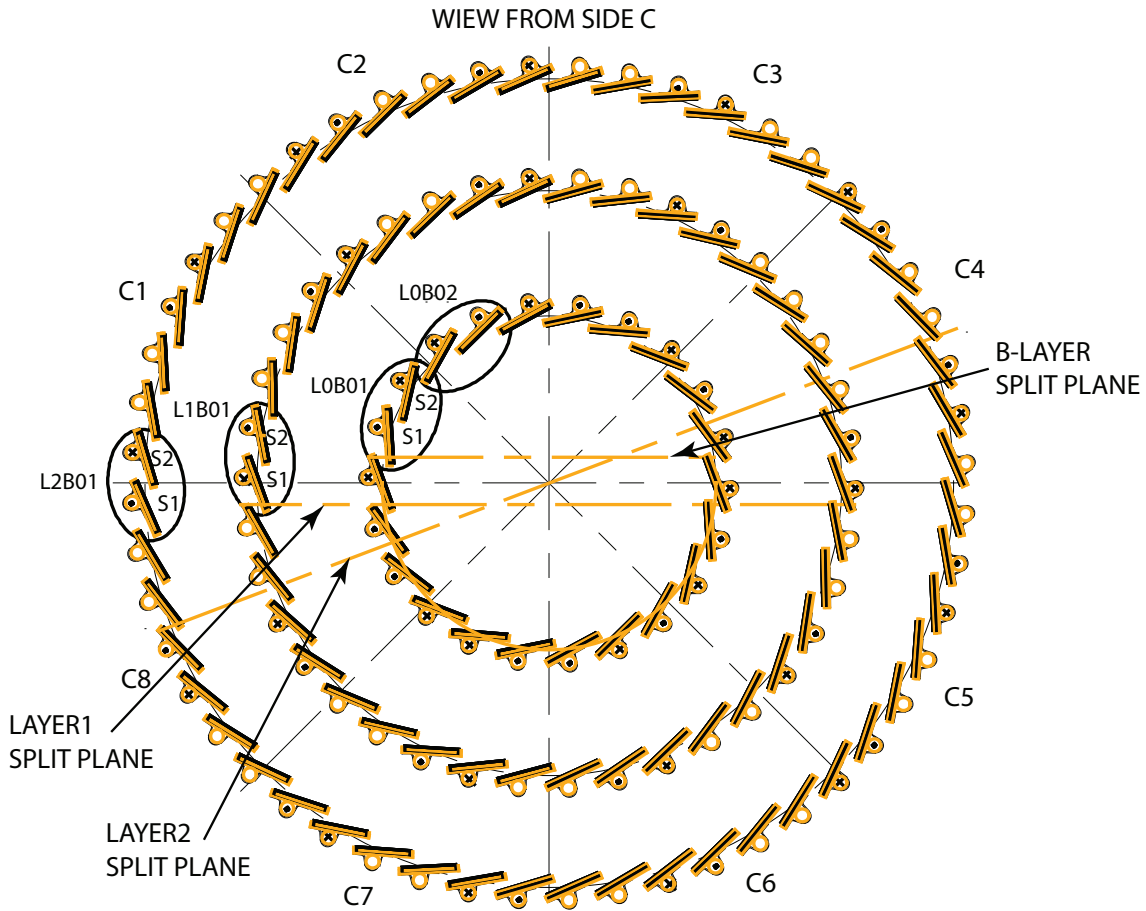 WIEW FROM SIDE C
C2
C3
C1
C4
L0B02
B-LAYER
SPLIT PLANE
L0B01
S2
S1
L1B01
S2
S1
L2B01
S2
S1
C8
C5
LAYER1
SPLIT PLANE
LAYER2
SPLIT PLANE
C7
C6